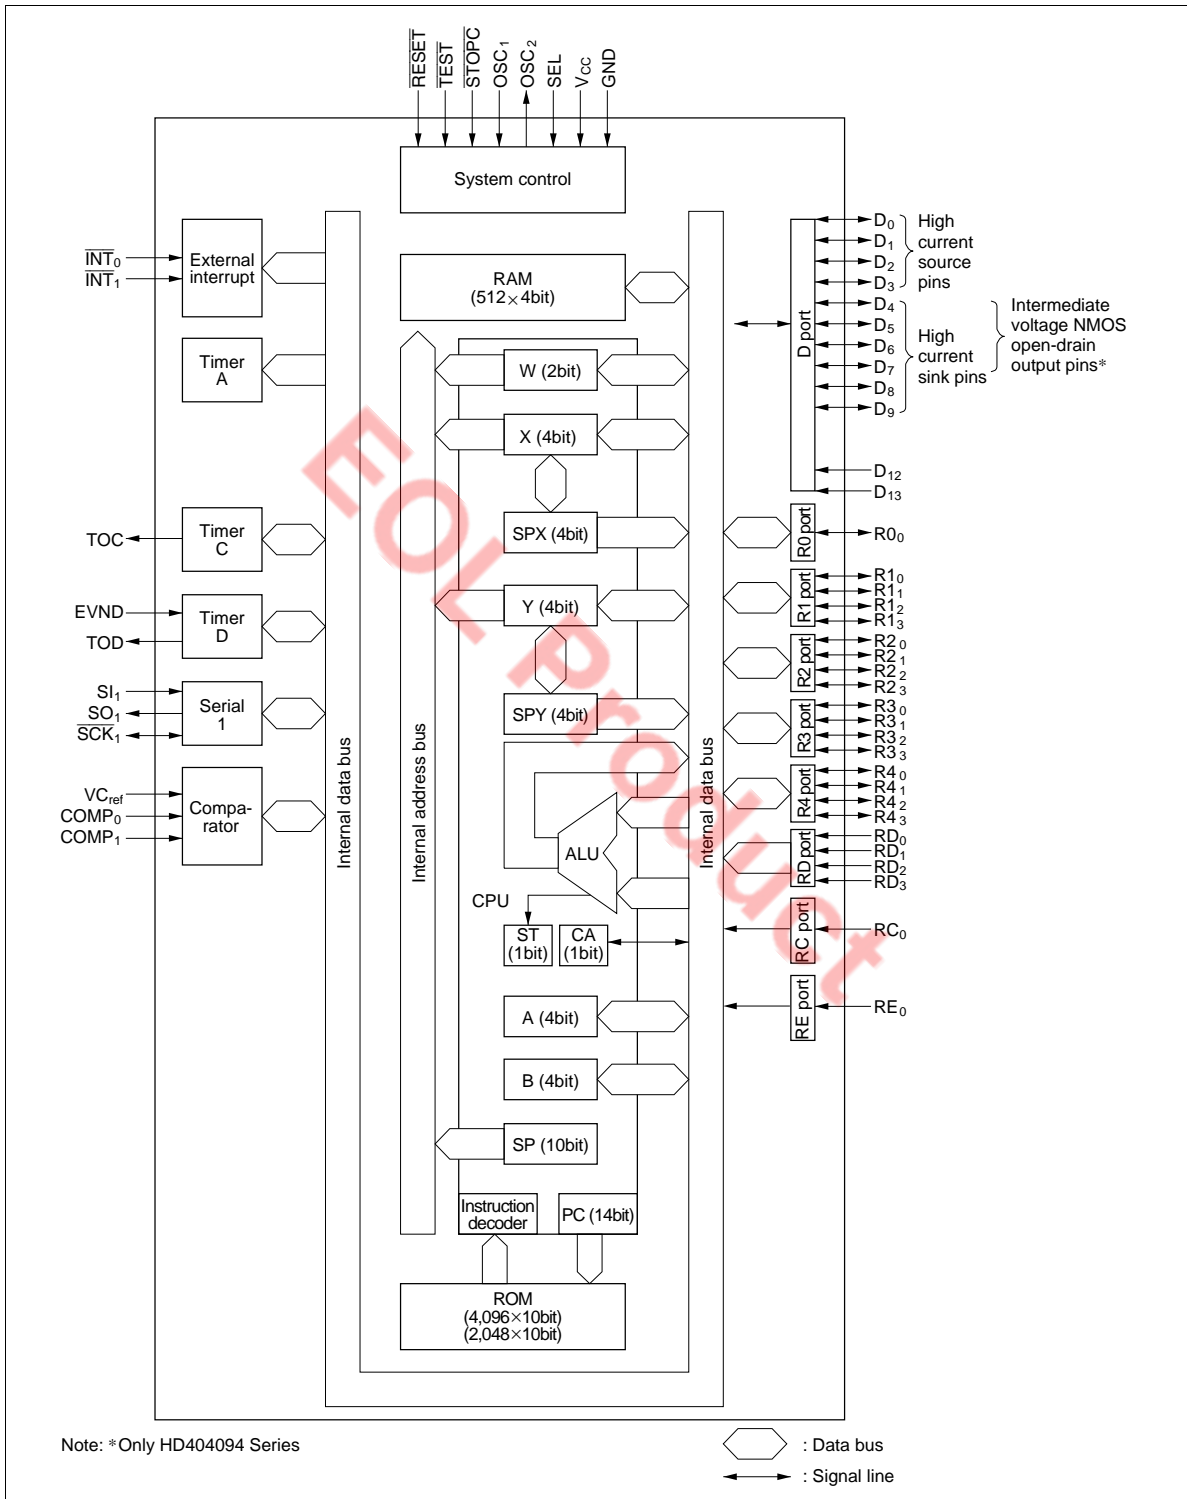 RESET
TEST
STOPC
OSC1
OSC2
SEL
VCC
GND
System control
INT0
INT1
External
interrupt
RAM
(512×4bit)
Timer
A
W (2bit)
X (4bit)
SPX (4bit)
TOC
Timer
C
EVND
TOD
Timer
D
Y (4bit)
SPY (4bit)
SI1
SO1
SCK1
Serial
1
VCref
COMP0
COMP1
Compa-
rator
Internal data bus
Internal address bus
Internal data bus
ALU
CPU
ST
(1bit)
CA
(1bit)
A (4bit)
B (4bit)
SP (10bit)
Instruction
decoder
PC (14bit)
ROM
(4,096×10bit)
(2,048×10bit)
D port
D0
D1
D2
D3
D4
D5
D6
D7
D8
D9
D12
D13
High
current
source
pins
High
current
sink pins
Intermediate
voltage NMOS
open-drain
output pins*
R0 port
R00
R1 port
R10
R11
R12
R13
R2 port
R20
R21
R22
R23
R3 port
R30
R31
R32
R33
R4 port
R40
R41
R42
R43
RD port
RD0
RD1
RD2
RD3
RC port
RC0
RE port
RE0
EOL Product
Note: *Only HD404094 Series
: Data bus
: Signal line